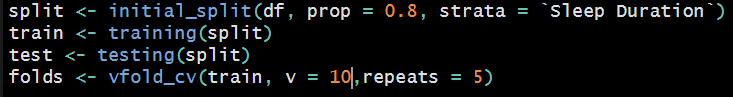 split <- initial_split(df, prop = 0.8, strata = `Sleep Duration`)
train <- training(split)
test <- testing(split)
folds <- vfold_cv(train, v = 10,repeats = 5)